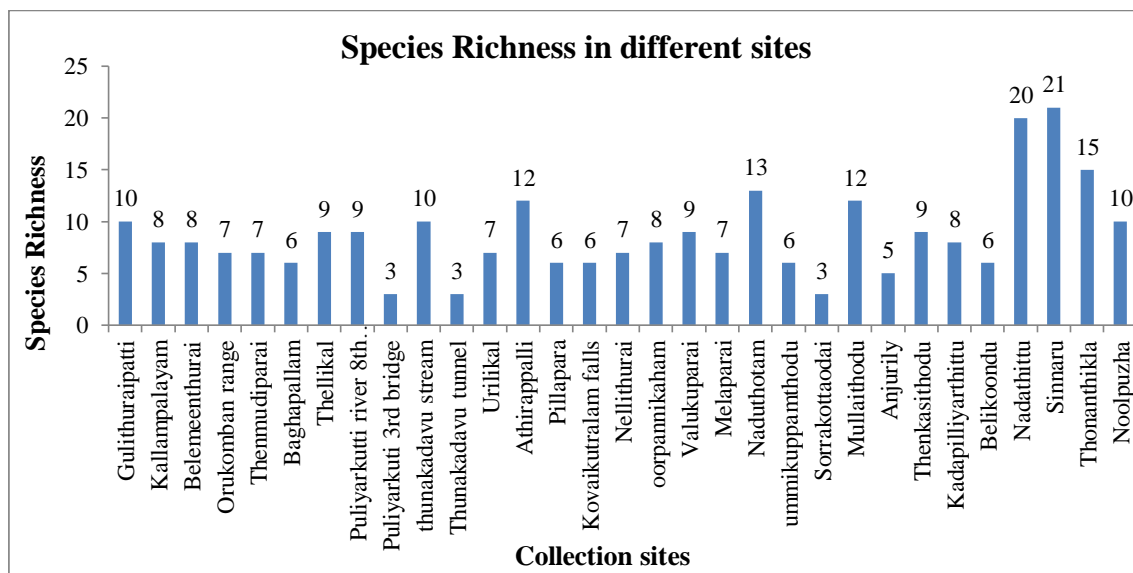 Species Richness in different sites
Species Richness
25
20
15
10
5
0
10
8
8
7
7
6
9
9
3
10
3
7
12
6
6
7
8
9
7
13
6
3
12
5
9
8
6
20
21
15
10
Gulithuraipatti
Kallampalayam
Belemeenthurai
Orukomban range
Thenmudiparai
Baghapallam
Thellikal
Puliyarkutti river 8th…
Puliyarkuti 3rd bridge
thunakadavu stream
Thunakadavu tunnel
Urilikal
Athirappalli
Pillapara
Kovaikutralam falls
Nellithurai
oorpannikaham
Valukuparai
Melaparai
Naduthotam
ummikuppamthodu
Sorrakottaodai
Mullaithodu
Anjurily
Thenkasithodu
Kadapilliyarthittu
Belikoondu
Nadathittu
Sinnaru
Thonanthikla
Noolpuzha
Collection sites